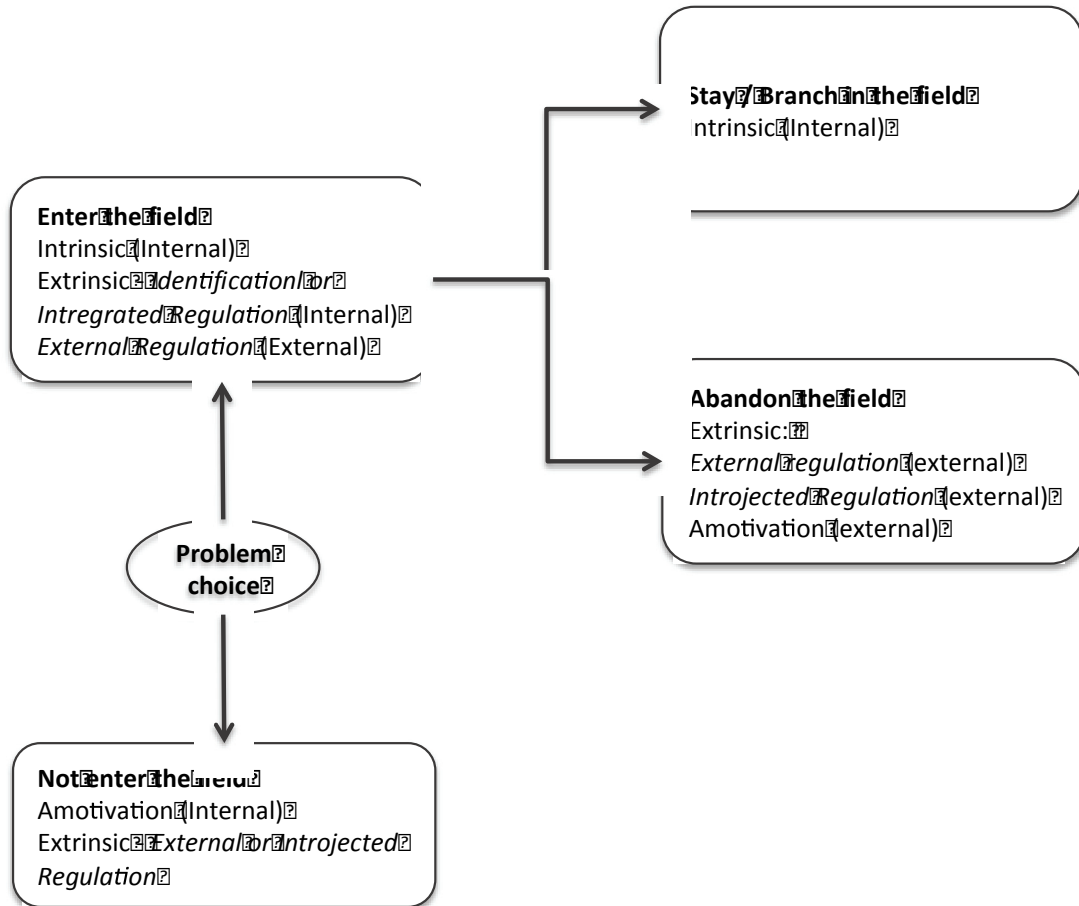 Stay / Branch in the field
Intrinsic (Internal)
Enter the field
Intrinsic (Internal)
Extrinsic - Identificationl or
Intregrated Regulation (Internal)
External Regulation (External)
Abandon the field
Extrinsic:
External regulation (external)
Introjected Regulation (external)
Amotivation (external)
Problem
choice
Not enter the field
Amotivation (Internal)
Extrinsic - External or Introjected
Regulation